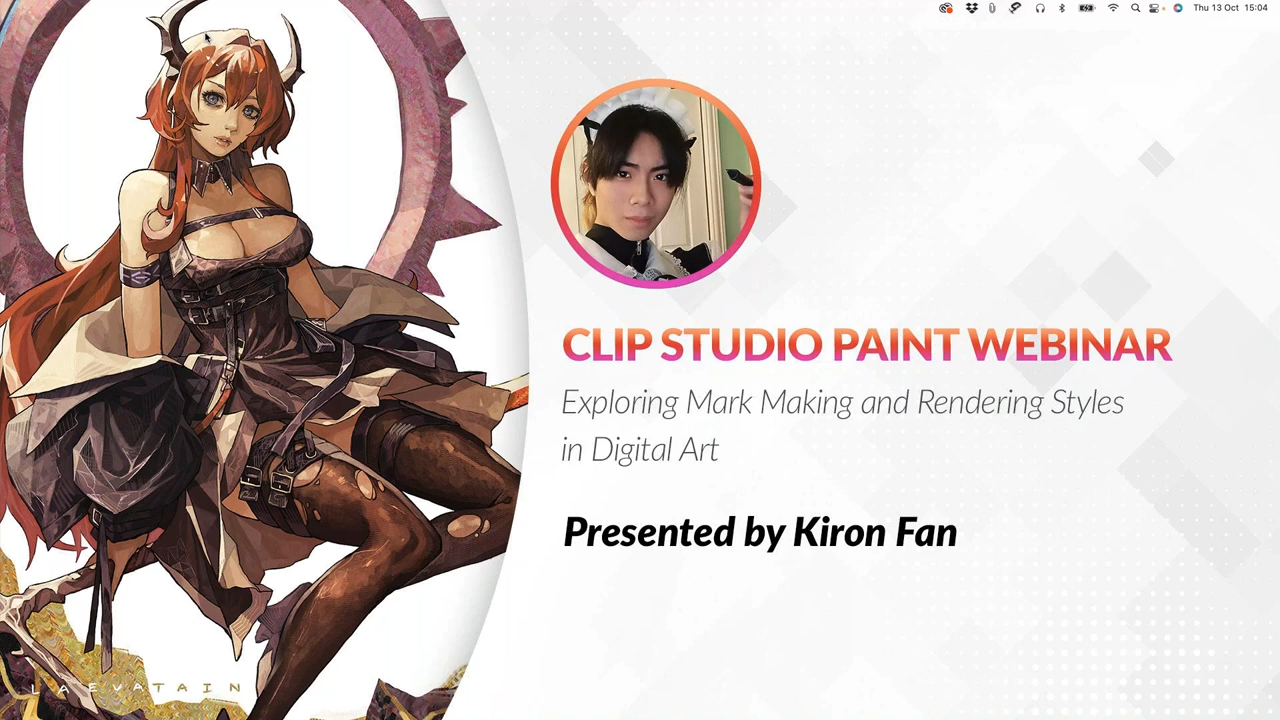 Thu 13 Oct 15:04
CLIP STUDIO PAINT WEBINAR
Exploring Mark Making and Rendering Styles
in Digital Art
Presented by Kiron Fan
LAEVATAIN